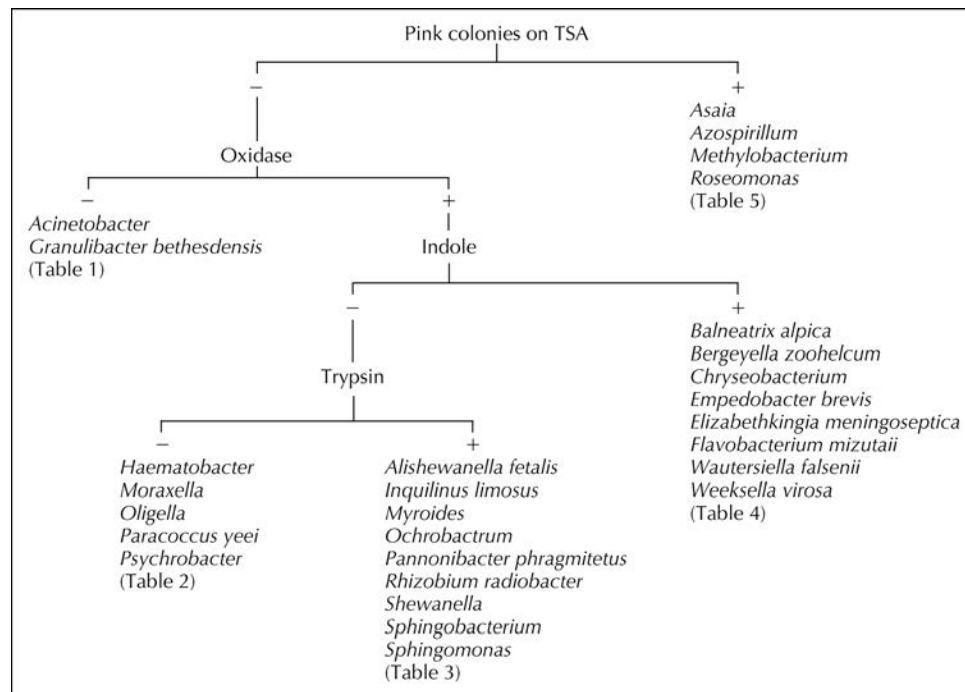 Pink colonies on TSA
−
+
Asaia
Azospirillum
Methylobacterium
Roseomonas
(Table 5)
Oxidase
−
+
Acinetobacter
Granulibacter bethesdensis
(Table 1)
Indole
−
+
Balneatrix alpica
Bergeyella zoohelcum
Chryseobacterium
Empedobacter brevis
Elizabethkingia meningoseptica
Flavobacterium mizutaii
Wautersiella falsenii
Weeksella virosa
(Table 4)
Trypsin
−
+
Haematobacter
Moraxella
Oligella
Paracoccus yeei
Psychrobacter
(Table 2)
Alishewanella fetalis
Inquilinus limosus
Myroides
Ochrobactrum
Pannonibacter phragmitetus
Rhizobium radiobacter
Shewanella
Sphingobacterium
Sphingomonas
(Table 3)